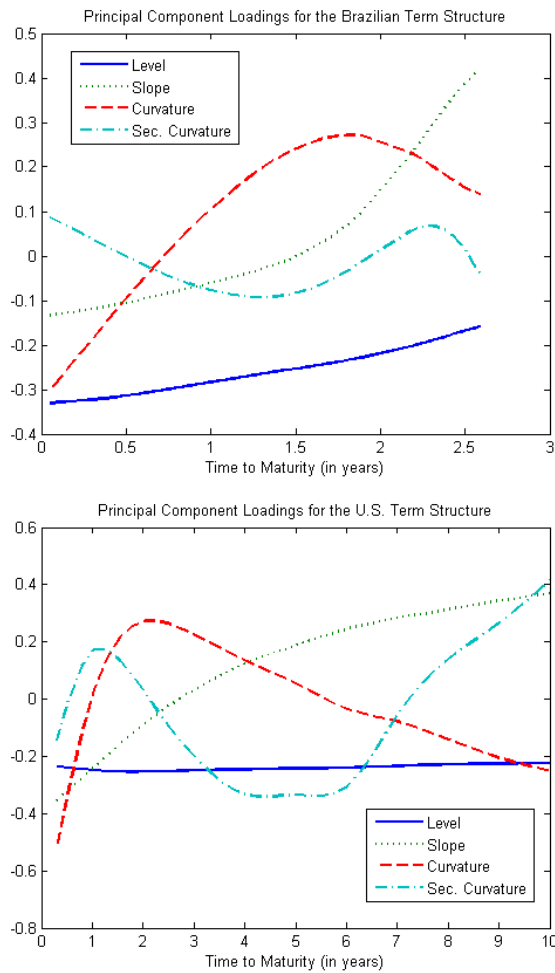 Principal Component Loadings for the Brazilian Term Structure
0.5
0.4
0.3
0.2
0.1
0
-0.1
-0.2
-0.3
-0.4
Level
Slope
Curvature
Sec. Curvature
0 0.5 1 1.5 2 2.5 3
Time to Maturity (in years)
Principal Component Loadings for the U.S. Term Structure
0.6
0.4
0.2
0
-0.2
-0.4
-0.6
-0.8
Level
Slope
Curvature
Sec. Curvature
0 1 2 3 4 5 6 7 8 9 10
Time to Maturity (in years)